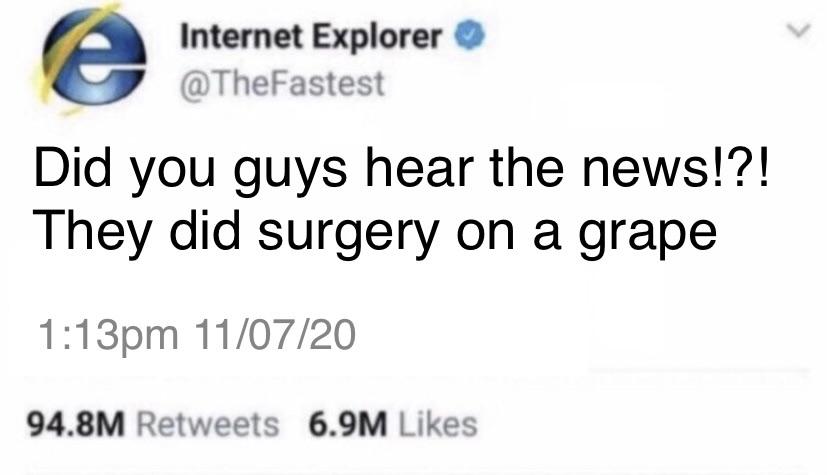 Internet Explorer
@TheFastest
Did you guys hear the news!?!
They did surgery on a grape
1:13pm 11/07/20
94.8M Retweets 6.9M Likes